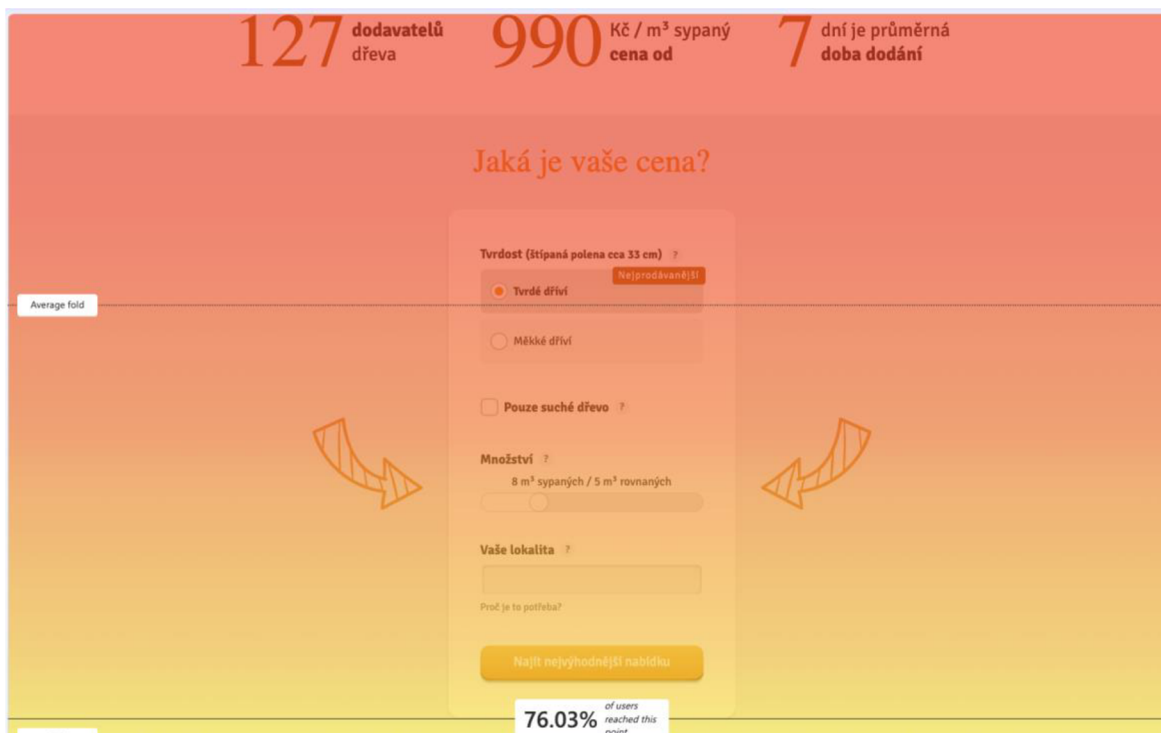 127 dodavatelů
dřeva
990 Kč / m³ sypaný
cena od
7 dní je průměrná
doba dodání
Jaká je vaše cena?
Tvrdost (štípaná polena cca 33 cm) ?
Nejprodávanější
Tvrdé dříví
Average fold
Měkké dříví
Pouze suché dřevo ?
Množství ?
8 m³ sypaných / 5 m³ rovnaných
Vaše lokalita ?
Proč je to potřeba?
Najít nejvýhodnější nabídku
76.03% of users
reached this
point